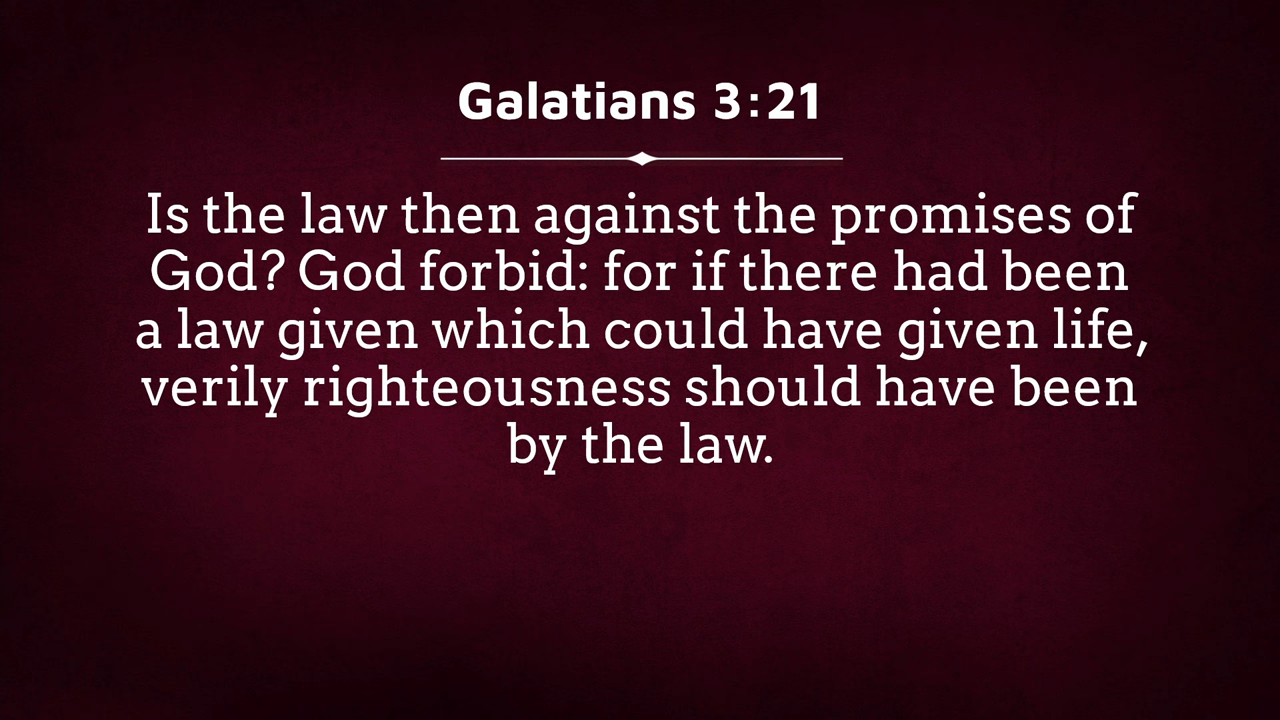 Galatians 3:21
Is the law then against the promises of
God? God forbid: for if there had been
a law given which could have given life,
verily righteousness should have been
by the law.